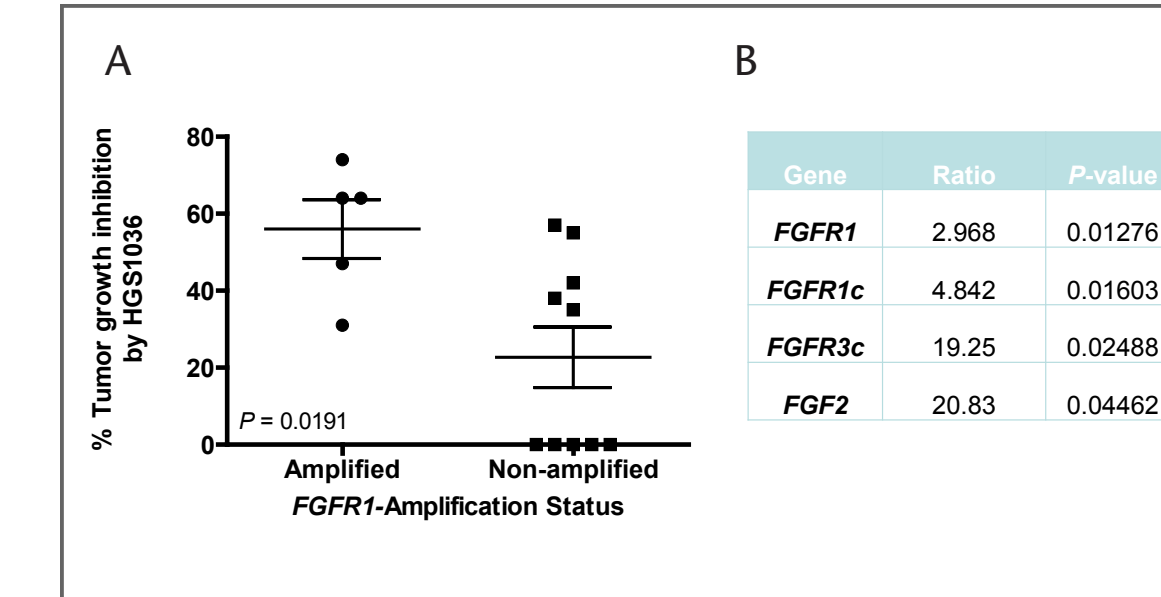 A
B
% Tumor growth inhibition
by HGS1036
80
60
40
20
0
P = 0.0191
Amplified
Non-amplified
FGFR1-Amplification Status
Gene Ratio P-value
FGFR1 2.968 0.01276
FGFR1c 4.842 0.01603
FGFR3c 19.25 0.02488
FGF2 20.83 0.04462